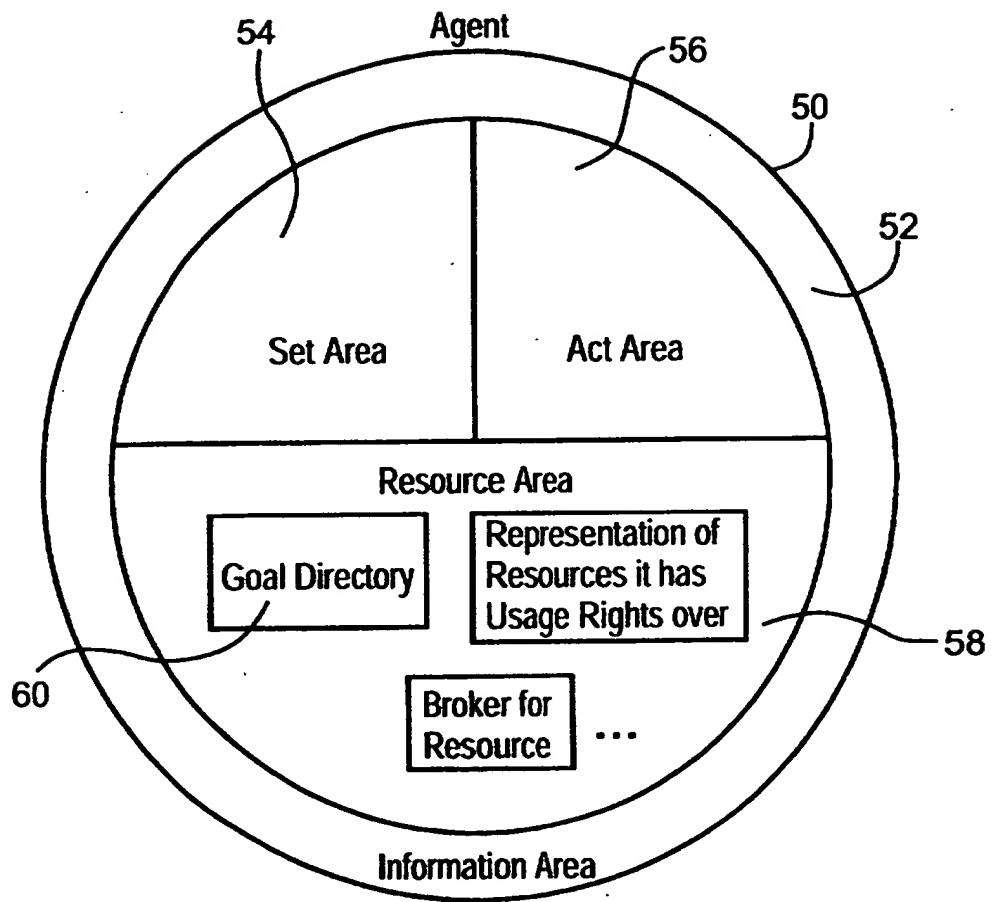 Agent
54
56
50
52
Set Area
Act Area
Resource Area
Goal Directory
Representation of
Resources it has
Usage Rights over
58
60
Broker for
Resource
...
Information Area